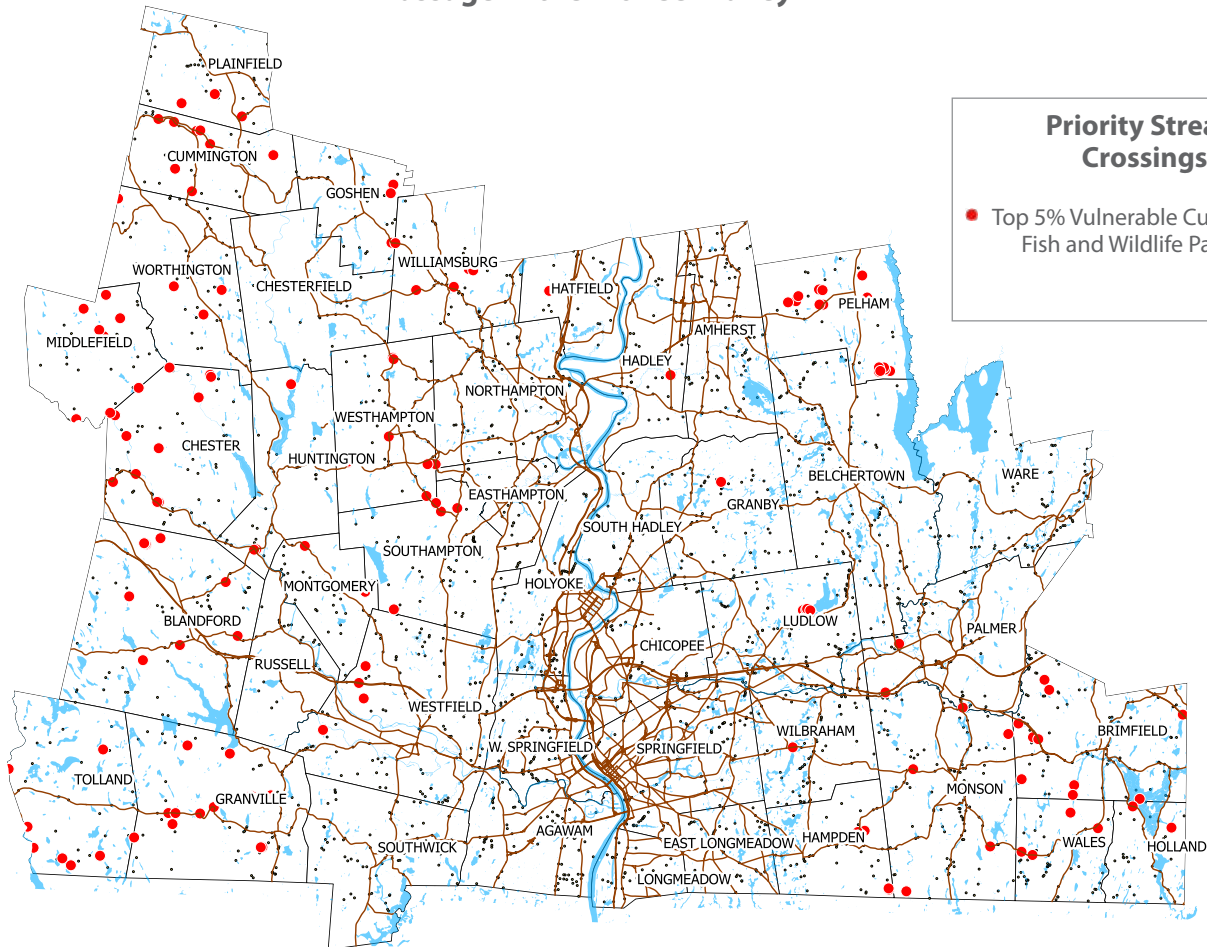 PLAINFIELD
Priority Strea
Crossings
CUMMINGTON
GOSHEN
Top 5% Vulnerable Cu
Fish and Wildlife Pa
WILLIAMSBURG
WORTHINGTON
CHESTERFIELD
HATFIELD
PELHAM
AMHERST
MIDDLEFIELD
HADLEY
NORTHAMPTON
WESTHAMPTON
CHESTER
HUNTINGTON
BELCHERTOWN
WARE
EASTHAMPTON
GRANBY
SOUTH HADLEY
SOUTHAMPTON
HOLYOKE
MONTGOMERY
BLANDFORD
LUDLOW
PALMER
CHICOPEE
RUSSELL
WESTFIELD
WILBRAHAM
BRIMFIELD
W. SPRINGFIELD
SPRINGFIELD
TOLLAND
MONSON
GRANVILLE
AGAWAM
HAMPDEN
EAST LONGMEADOW
WALES
HOLLAND
SOUTHWICK
LONGMEADOW